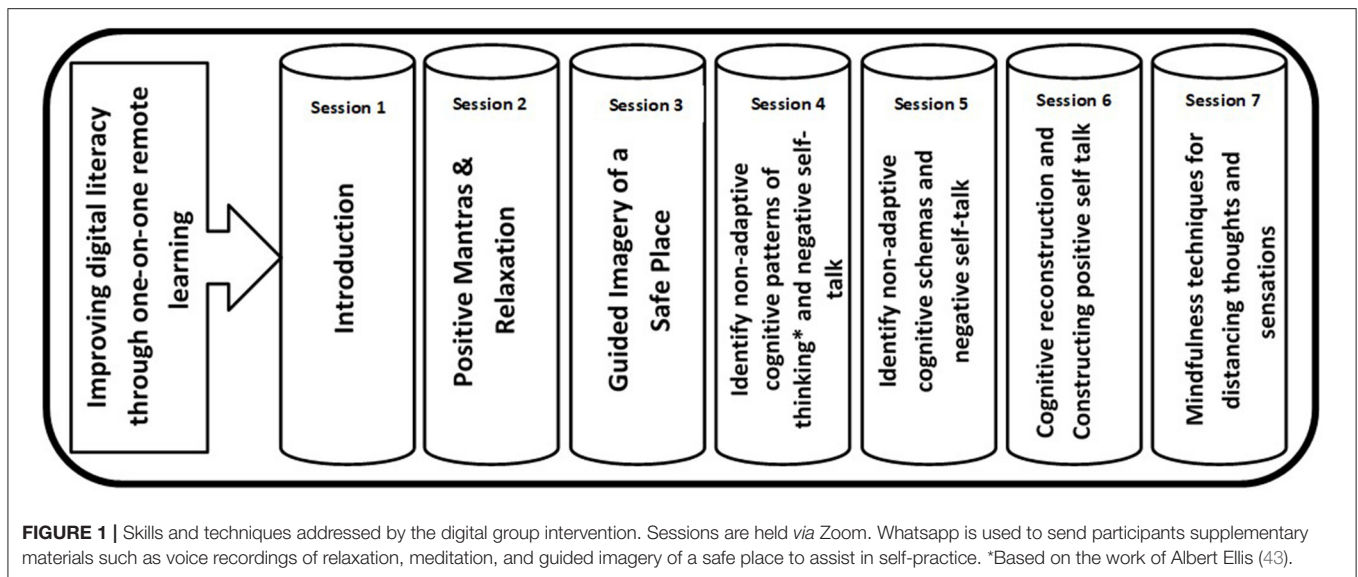 Improving digital literacy
through one-on-one remote
learning
Session 1
Introduction
Session 2
Positive Mantras &
Relaxation
Session 3
Guided Imagery of a
Safe Place
Session 4
Identify non-adaptive
cognitive patterns of
thinking* and negative self-
talk
Session 5
Identify non-adaptive
cognitive schemas and
negative self-talk
Session 6
Cognitive reconstruction and
Constructing positive self talk
Session 7
Mindfulness techniques for
distancing thoughts and
sensations
FIGURE 1 | Skills and techniques addressed by the digital group intervention. Sessions are held via Zoom. Whatsapp is used to send participants supplementary
materials such as voice recordings of relaxation, meditation, and guided imagery of a safe place to assist in self-practice. *Based on the work of Albert Ellis (43).